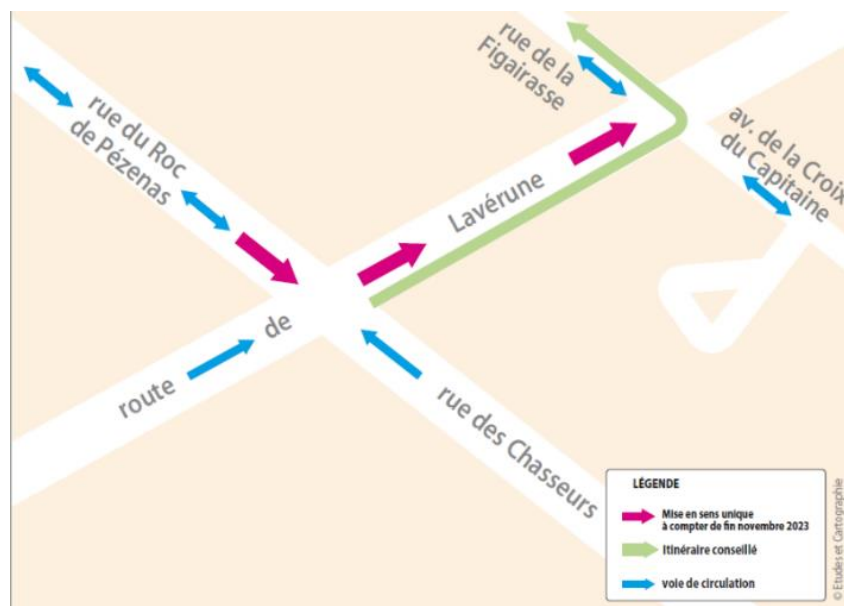 rue de la
Figairasse
rue du Roc
de Pézenas
av. de la Croix
du Capitaine
route de Lavérune
rue des Chasseurs
LÉGENDE
Mise en sens unique
à compter de fin novembre 2023
Itinéraire conseillé
voie de circulation
© Etudes et Cartographie